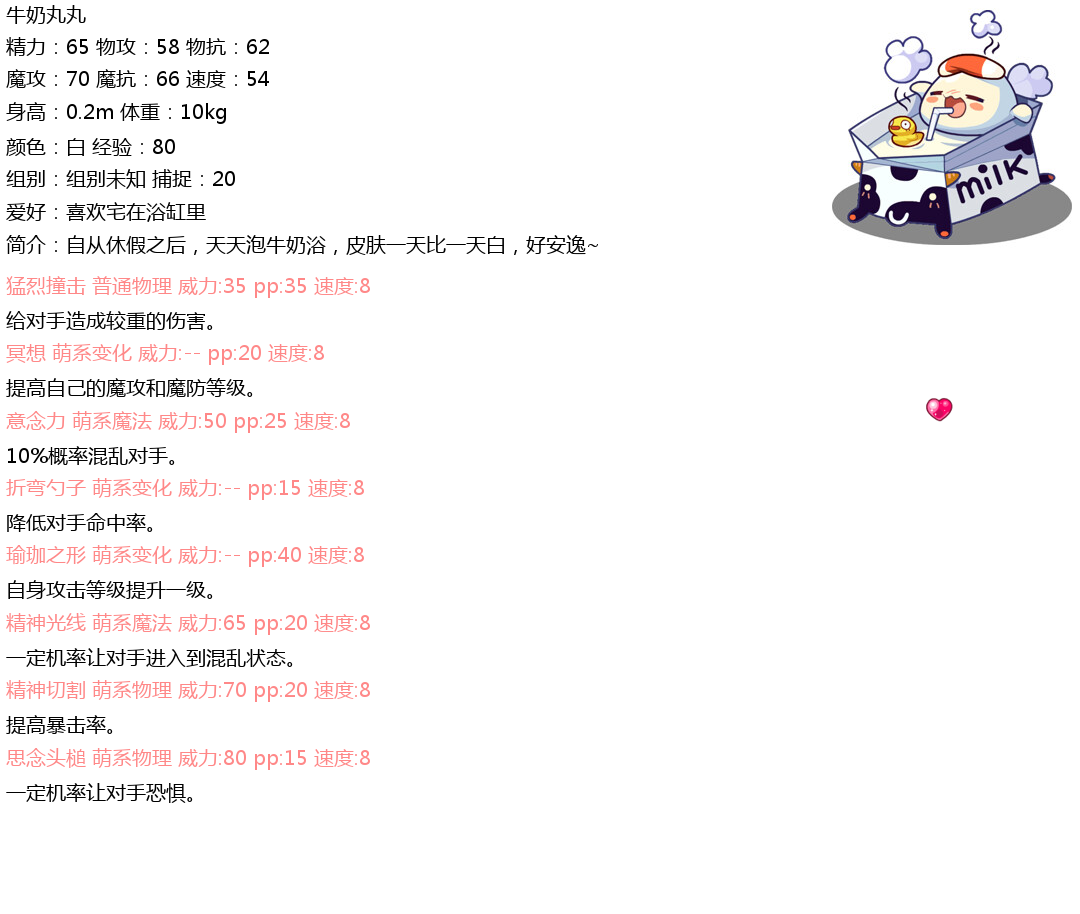 牛奶丸丸
精力：65 物攻：58 物抗：62
魔攻：70 魔抗：66 速度：54
身高：0.2m 体重：10kg
颜色：白 经验：80
组别：组别未知 捕捉：20
爱好：喜欢宅在浴缸里
简介：自从休假之后，天天泡牛奶浴，皮肤一天比一天白，好安逸~
milk
猛烈撞击 普通物理 威力:35 pp:35 速度:8
给对手造成较重的伤害。
冥想 萌系变化 威力:-- pp:20 速度:8
提高自己的魔攻和魔防等级。
意念力 萌系魔法 威力:50 pp:25 速度:8
10%概率混乱对手。
折弯勺子 萌系变化 威力:-- pp:15 速度:8
降低对手命中率。
瑜珈之形 萌系变化 威力:-- pp:40 速度:8
自身攻击等级提升一级。
精神光线 萌系魔法 威力:65 pp:20 速度:8
一定机率让对手进入到混乱状态。
精神切割 萌系物理 威力:70 pp:20 速度:8
提高暴击率。
思念头槌 萌系物理 威力:80 pp:15 速度:8
一定机率让对手恐惧。